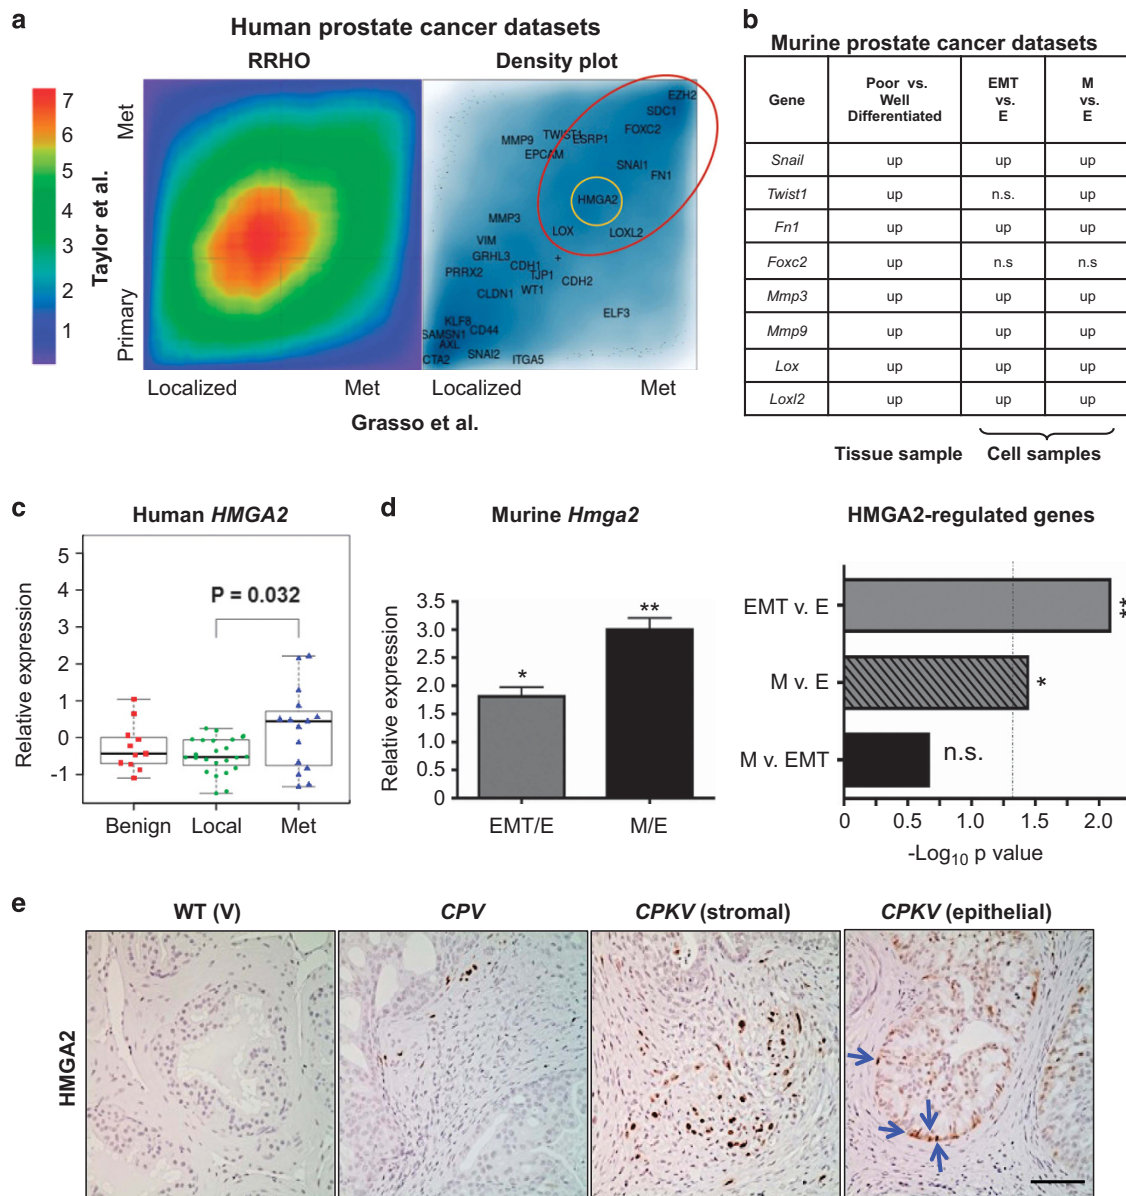 a
Human prostate cancer datasets
RRHO
Density plot
7
6
5
4
3
2
1
Taylor et al.
Met
Primary
Localized
Met
EZH2
SDC1
FOXC2
TWIST1
ESRP1
MMP9
EPCAM
SNAI1
FN1
HMGA2
MMP3
LOX
LOXL2
VIM
GRHL3
CDH1
PRRX2
TJP1
CDH2
CLDN1
WT1
ELF3
KLF8
CD44
SAMSN1
AXL
SNAI2
CTA2
ITGA5
+
Localized
Met
Grasso et al.
b
Murine prostate cancer datasets
Gene
Poor vs. Well Differentiated
EMT vs. E
M vs. E
Snail up up up
Twist1 up n.s. up
Fn1 up up up
Foxc2 up n.s n.s
Mmp3 up up up
Mmp9 up up up
Lox up up up
Loxl2 up up up
Tissue sample
Cell samples
c
Human HMGA2
P = 0.032
Relative expression
5
4
3
2
1
0
-1
Benign
Local
Met
d
Murine Hmga2
Relative expression
3.5
3.0
2.5
2.0
1.5
1.0
0.5
0
*
**
EMT/E
M/E
HMGA2-regulated genes
EMT v. E
**
M v. E
*
M v. EMT
n.s.
0 0.5 1.0 1.5 2.0
-Log10 p value
e
WT (V)
CPV
CPKV (stromal)
CPKV (epithelial)
HMGA2